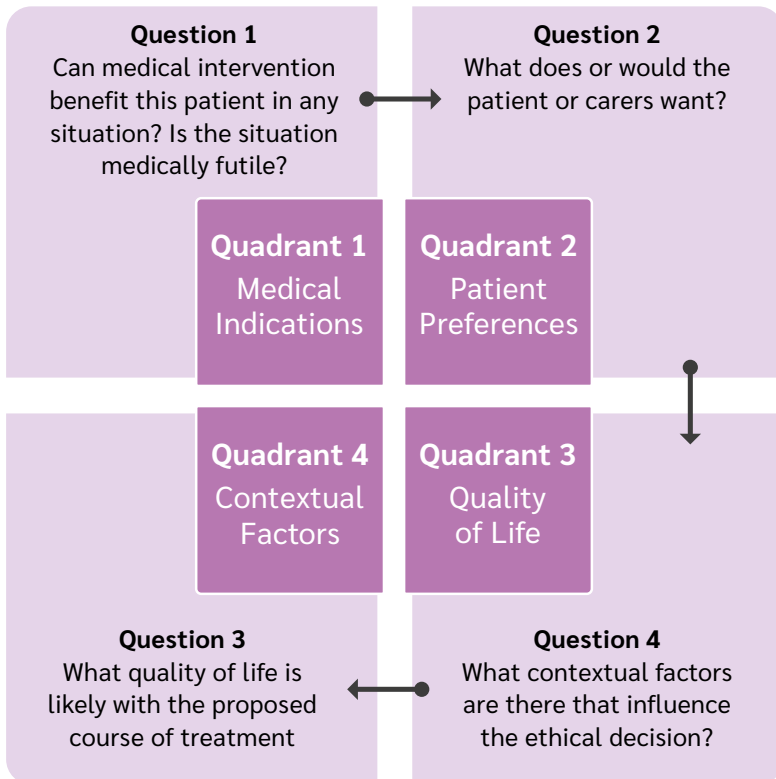 Question 1
Can medical intervention
benefit this patient in any
situation? Is the situation
medically futile?
Question 2
What does or would the
patient or carers want?
Quadrant 1
Medical
Indications
Quadrant 2
Patient
Preferences
Quadrant 4
Contextual
Factors
Quadrant 3
Quality
of Life
Question 3
What quality of life is
likely with the proposed
course of treatment
Question 4
What contextual factors
are there that influence
the ethical decision?